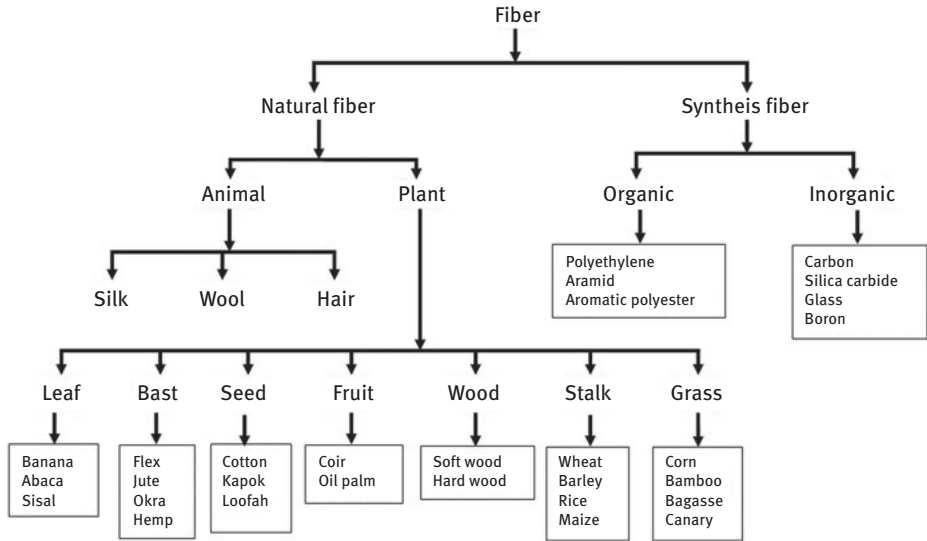 Fiber
Natural fiber
Syntheis fiber
Animal
Plant
Organic
Inorganic
Silk
Wool
Hair
Polyethylene
Aramid
Aromatic polyester
Carbon
Silica carbide
Glass
Boron
Leaf
Bast
Seed
Fruit
Wood
Stalk
Grass
Banana
Abaca
Sisal
Flex
Jute
Okra
Hemp
Cotton
Kapok
Loofah
Coir
Oil palm
Soft wood
Hard wood
Wheat
Barley
Rice
Maize
Corn
Bamboo
Bagasse
Canary